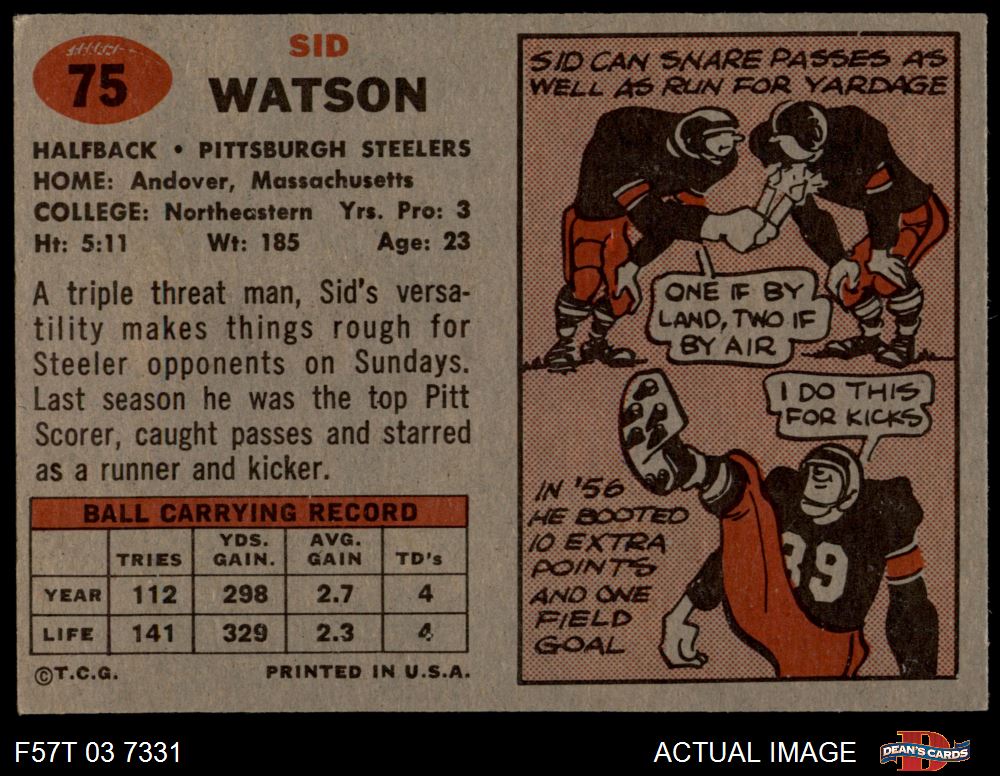 75
SID
WATSON
HALFBACK • PITTSBURGH STEELERS
HOME: Andover, Massachusetts
COLLEGE: Northeastern Yrs. Pro: 3
Ht: 5:11 Wt: 185 Age: 23
A triple threat man, Sid's versa-
tility makes things rough for
Steeler opponents on Sundays.
Last season he was the top Pitt
Scorer, caught passes and starred
as a runner and kicker.
BALL CARRYING RECORD
TRIES YDS. GAIN. AVG. GAIN TD's
YEAR 112 298 2.7 4
LIFE 141 329 2.3 4
©T.C.G. PRINTED IN U.S.A.
SID CAN SNARE PASSES AS
WELL AS RUN FOR YARDAGE
ONE IF BY
LAND, TWO IF
BY AIR
I DO THIS
FOR KICKS
IN '56
HE BOOTED
10 EXTRA
POINTS
AND ONE
FIELD
GOAL
39
F57T 03 7331
ACTUAL IMAGE
DEAN'S CARDS